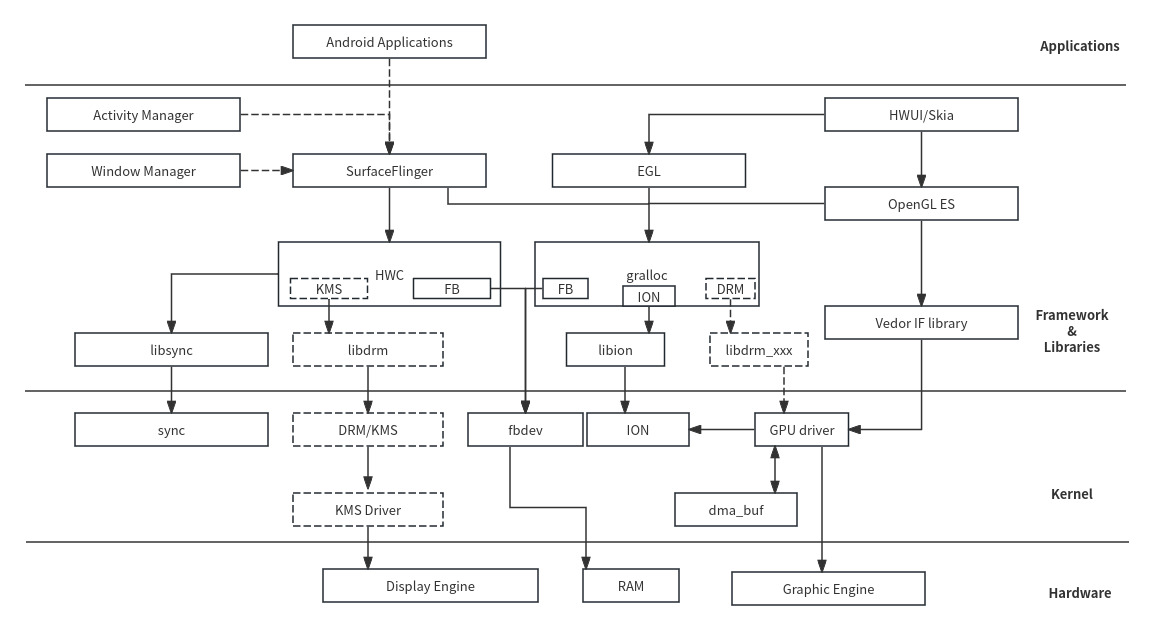 Android Applications
Applications
Activity Manager
HWUI/Skia
Window Manager
SurfaceFlinger
EGL
OpenGL ES
HWC
KMS
FB
gralloc
FB
ION
DRM
Vedor IF library
Framework
&
Libraries
libsync
libdrm
libion
libdrm_xxx
sync
DRM/KMS
fbdev
ION
GPU driver
Kernel
KMS Driver
dma_buf
Display Engine
RAM
Graphic Engine
Hardware